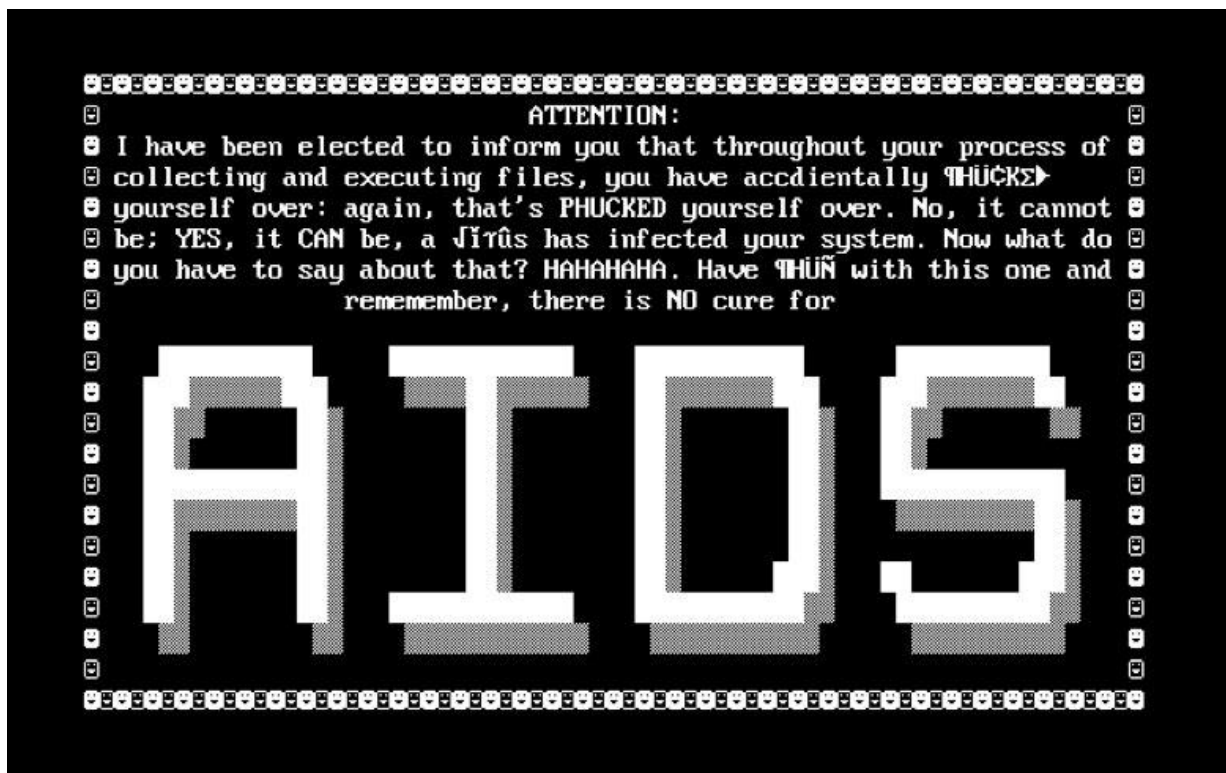 ATTENTION:
I have been elected to inform you that throughout your process of
collecting and executing files, you have accdientally ¶HÜ¢KΣ►
yourself over: again, that's PHUCKED yourself over. No, it cannot
be; YES, it CAN be, a √ĭτûs has infected your system. Now what do
you have to say about that? HAHAHAHA. Have ¶HÜÑ with this one and
rememember, there is NO cure for
AIDS